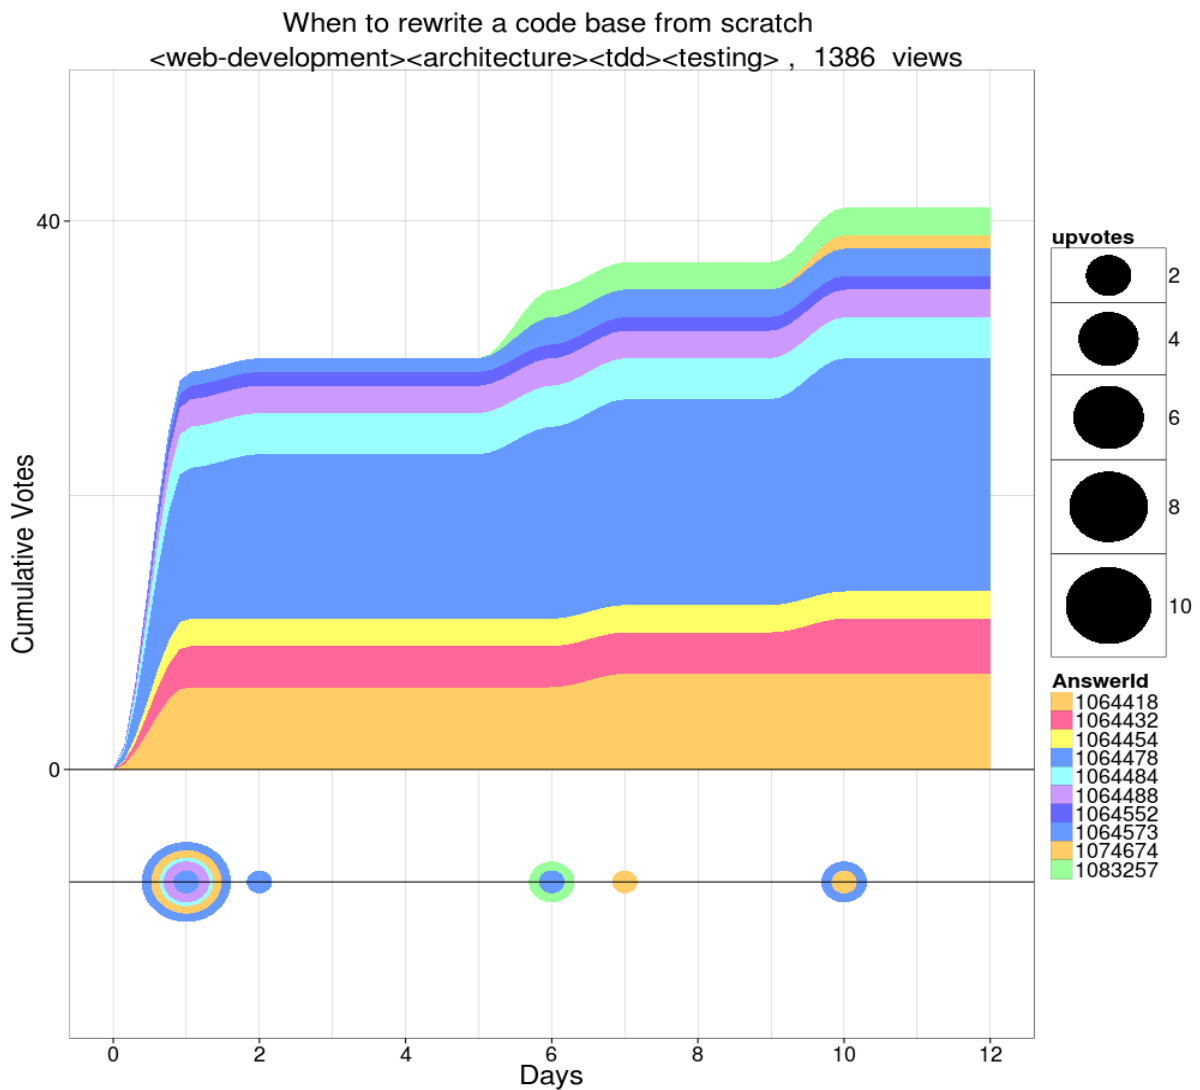 When to rewrite a code base from scratch
<web-development><architecture><tdd><testing> , 1386 views
Cumulative Votes
40
0
0 2 4 6 8 10 12
Days
upvotes
2
4
6
8
10
AnswerId
1064418
1064432
1064454
1064478
1064484
1064488
1064552
1064573
1074674
1083257